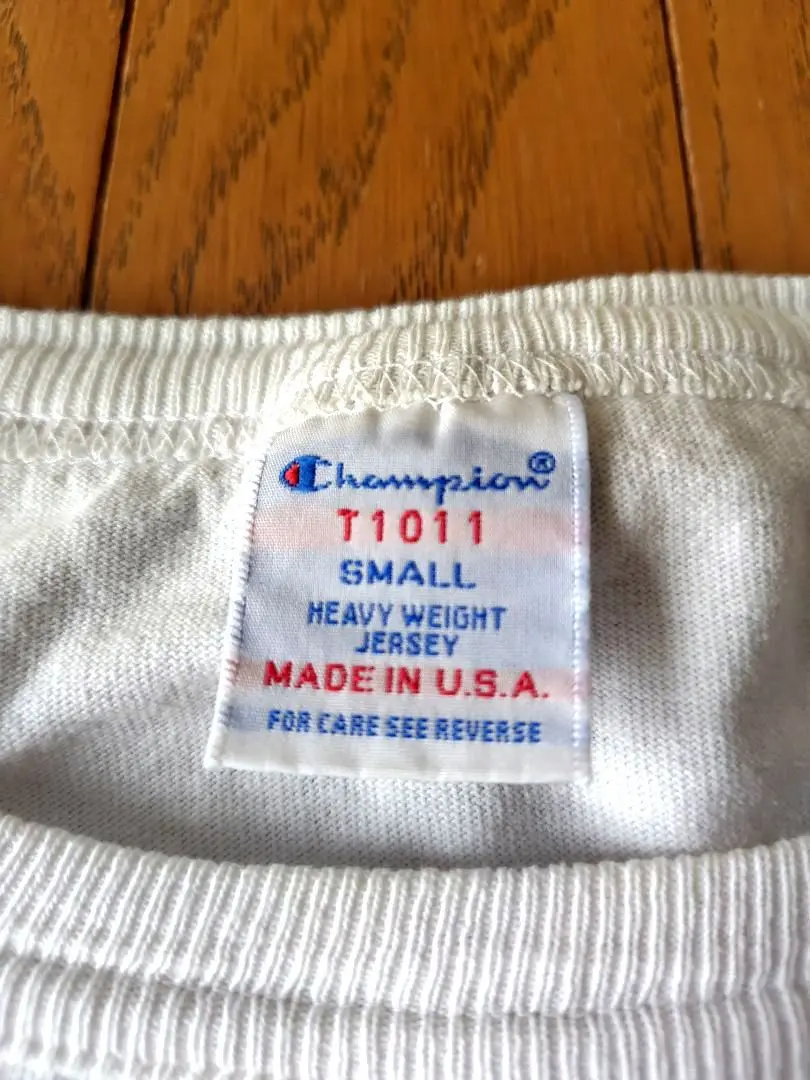 Champion®
T1011
SMALL
HEAVY WEIGHT
JERSEY
MADE IN U.S.A.
FOR CARE SEE REVERSE